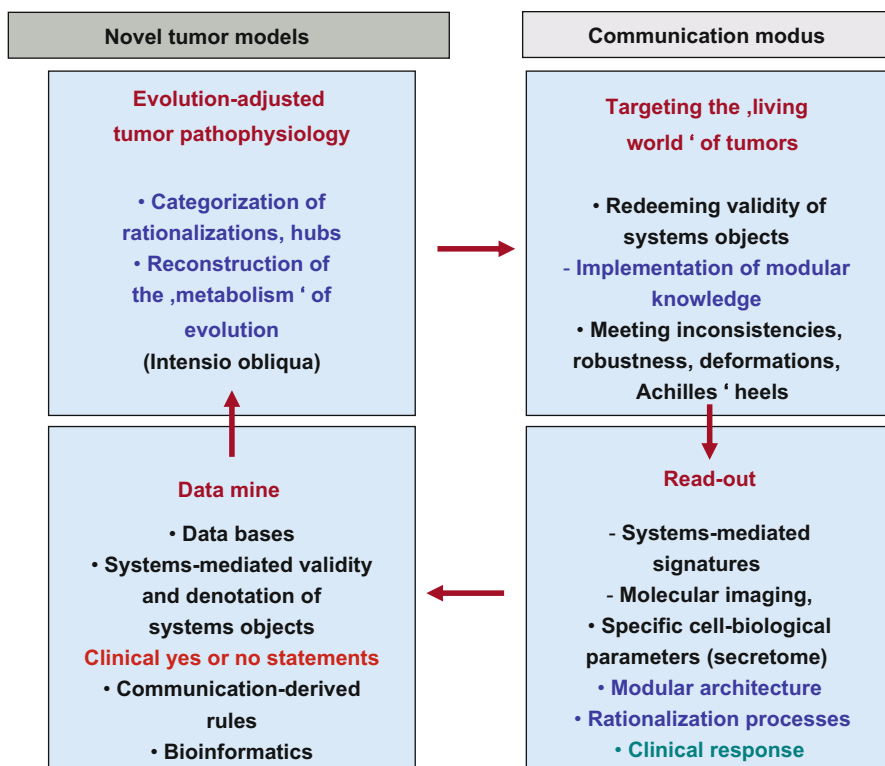 Novel tumor models
Communication modus
Evolution-adjusted
tumor pathophysiology
• Categorization of
rationalizations, hubs
• Reconstruction of
the ‚metabolism ‘ of
evolution
(Intensio obliqua)
Targeting the ‚living
world ‘ of tumors
• Redeeming validity of
systems objects
- Implementation of modular
knowledge
• Meeting inconsistencies,
robustness, deformations,
Achilles ‘ heels
Data mine
• Data bases
• Systems-mediated validity
and denotation of
systems objects
Clinical yes or no statements
• Communication-derived
rules
• Bioinformatics
Read-out
- Systems-mediated
signatures
- Molecular imaging,
• Specific cell-biological
parameters (secretome)
• Modular architecture
• Rationalization processes
• Clinical response